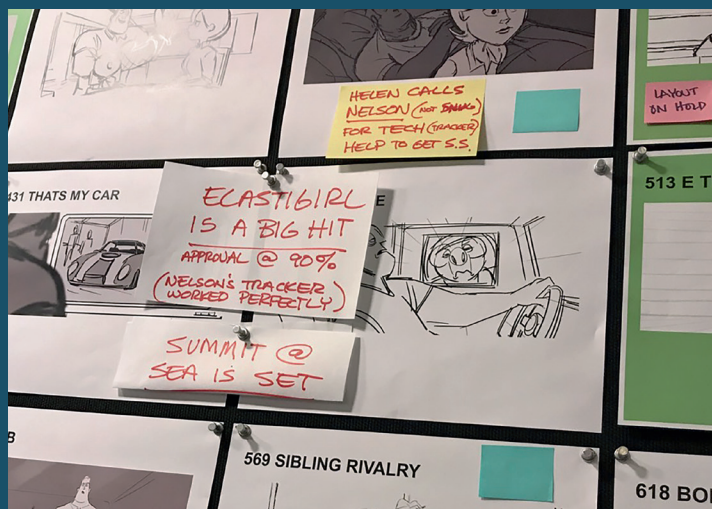 HELEN CALLS
NELSON (NOT
FOR TECH (TRACKER)
HELP TO GET S.S.
LAYOUT
ON HOLD
431 THATS MY CAR
ELASTIGIRL
IS A BIG HIT
APPROVAL @ 90%
(NELSON'S TRACKER
WORKED PERFECTLY)
E
513 E T
SUMMIT @
SEA IS SET
B
569 SIBLING RIVALRY
618 BO